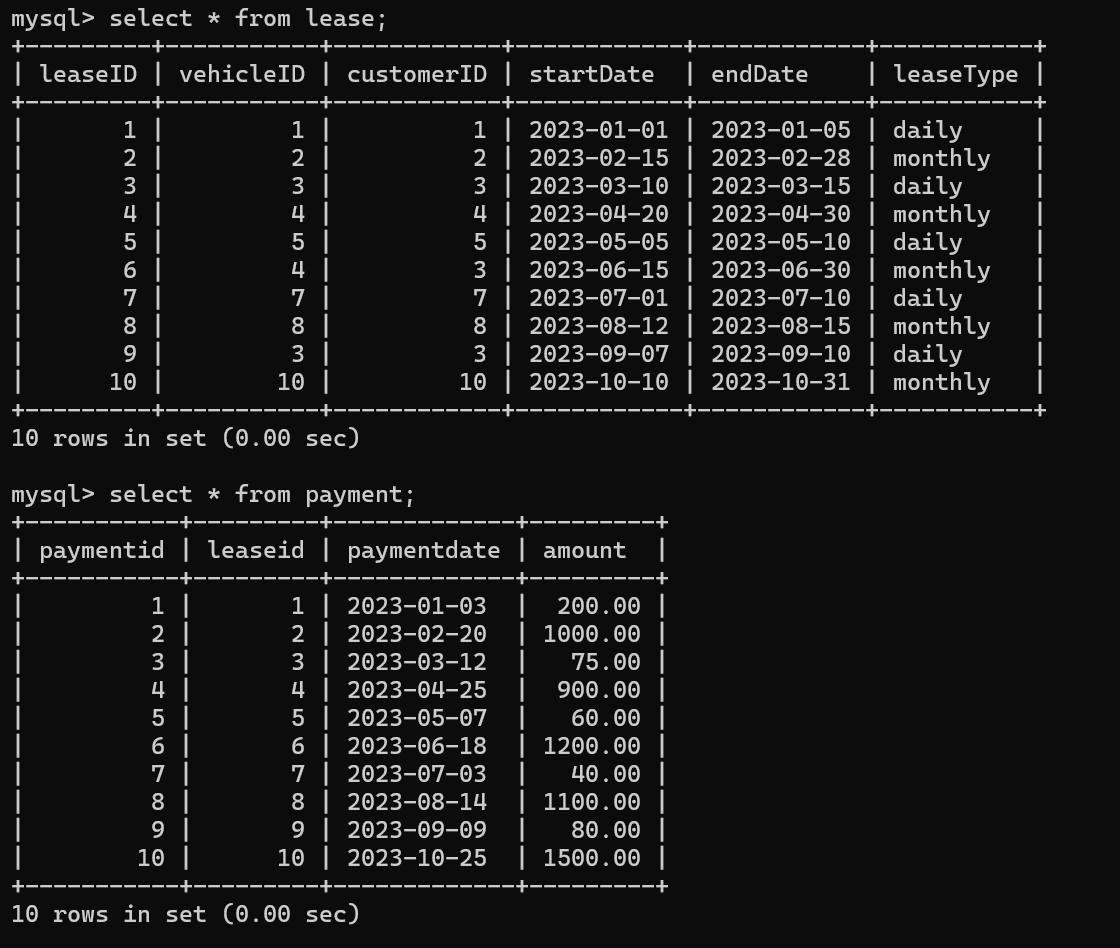 mysql> select * from lease;
+---------+-----------+------------+------------+------------+-----------+
| leaseID | vehicleID | customerID | startDate  | endDate    | leaseType |
+---------+-----------+------------+------------+------------+-----------+
|       1 |         1 |          1 | 2023-01-01 | 2023-01-05 | daily     |
|       2 |         2 |          2 | 2023-02-15 | 2023-02-28 | monthly   |
|       3 |         3 |          3 | 2023-03-10 | 2023-03-15 | daily     |
|       4 |         4 |          4 | 2023-04-20 | 2023-04-30 | monthly   |
|       5 |         5 |          5 | 2023-05-05 | 2023-05-10 | daily     |
|       6 |         4 |          3 | 2023-06-15 | 2023-06-30 | monthly   |
|       7 |         7 |          7 | 2023-07-01 | 2023-07-10 | daily     |
|       8 |         8 |          8 | 2023-08-12 | 2023-08-15 | monthly   |
|       9 |         3 |          3 | 2023-09-07 | 2023-09-10 | daily     |
|      10 |        10 |         10 | 2023-10-10 | 2023-10-31 | monthly   |
+---------+-----------+------------+------------+------------+-----------+
10 rows in set (0.00 sec)

mysql> select * from payment;
+-----------+---------+-------------+---------+
| paymentid | leaseid | paymentdate | amount  |
+-----------+---------+-------------+---------+
|         1 |       1 | 2023-01-03  |  200.00 |
|         2 |       2 | 2023-02-20  | 1000.00 |
|         3 |       3 | 2023-03-12  |   75.00 |
|         4 |       4 | 2023-04-25  |  900.00 |
|         5 |       5 | 2023-05-07  |   60.00 |
|         6 |       6 | 2023-06-18  | 1200.00 |
|         7 |       7 | 2023-07-03  |   40.00 |
|         8 |       8 | 2023-08-14  | 1100.00 |
|         9 |       9 | 2023-09-09  |   80.00 |
|        10 |      10 | 2023-10-25  | 1500.00 |
+-----------+---------+-------------+---------+
10 rows in set (0.00 sec)